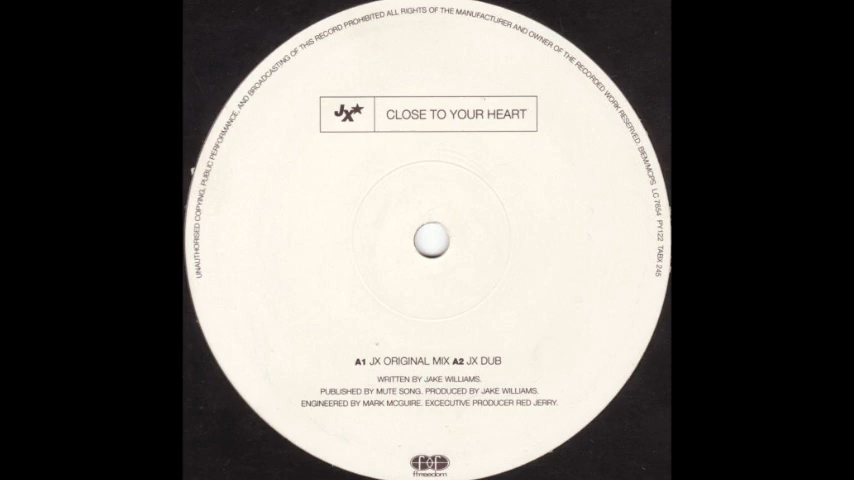 UNAUTHORISED COPYING, PUBLIC PERFORMANCE, AND BROADCASTING OF THIS RECORD PROHIBITED ALL RIGHTS OF THE MANUFACTURER AND OWNER OF THE RECORDED WORK RESERVED. BIEM/MCPS LC 7654 PY122 TABX 245
JX
CLOSE TO YOUR HEART
A1 JX ORIGINAL MIX A2 JX DUB
WRITTEN BY JAKE WILLIAMS.
PUBLISHED BY MUTE SONG. PRODUCED BY JAKE WILLIAMS.
ENGINEERED BY MARK MCGUIRE. EXCECUTIVE PRODUCER RED JERRY.
ffrreedom